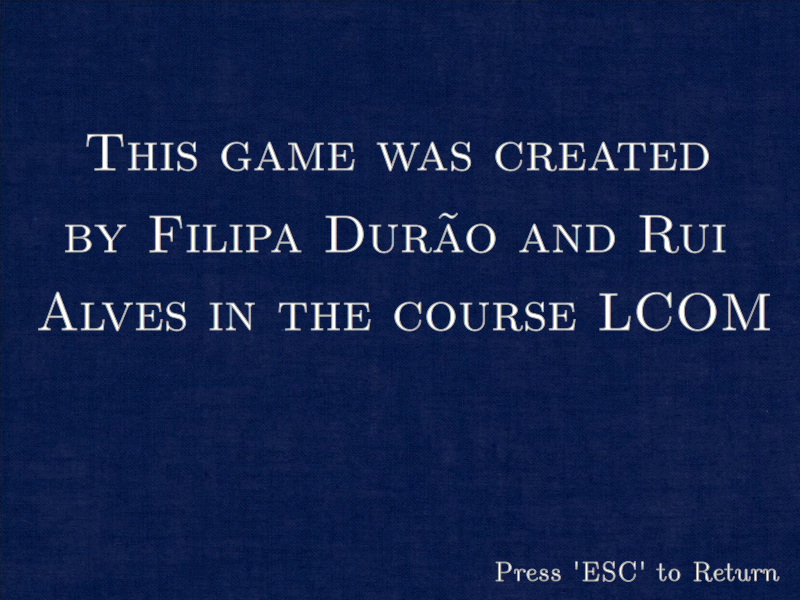 This game was created
by Filipa Durão and Rui
Alves in the course LCOM
Press 'ESC' to Return